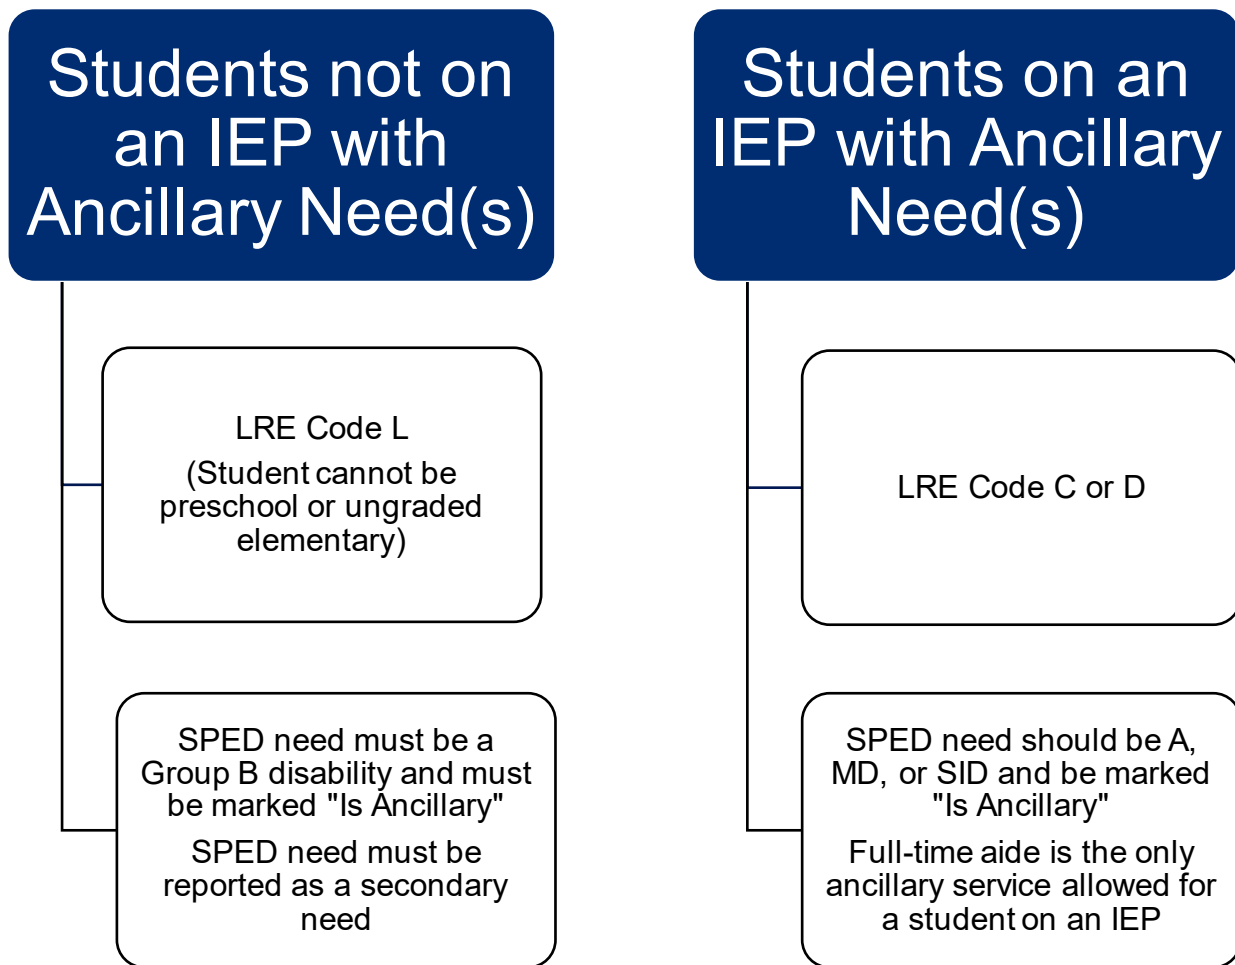 Students not on
an IEP with
Ancillary Need(s)
LRE Code L
(Student cannot be
preschool or ungraded
elementary)
SPED need must be a
Group B disability and must
be marked "Is Ancillary"
SPED need must be
reported as a secondary
need
Students on an
IEP with Ancillary
Need(s)
LRE Code C or D
SPED need should be A,
MD, or SID and be marked
"Is Ancillary"
Full-time aide is the only
ancillary service allowed for
a student on an IEP